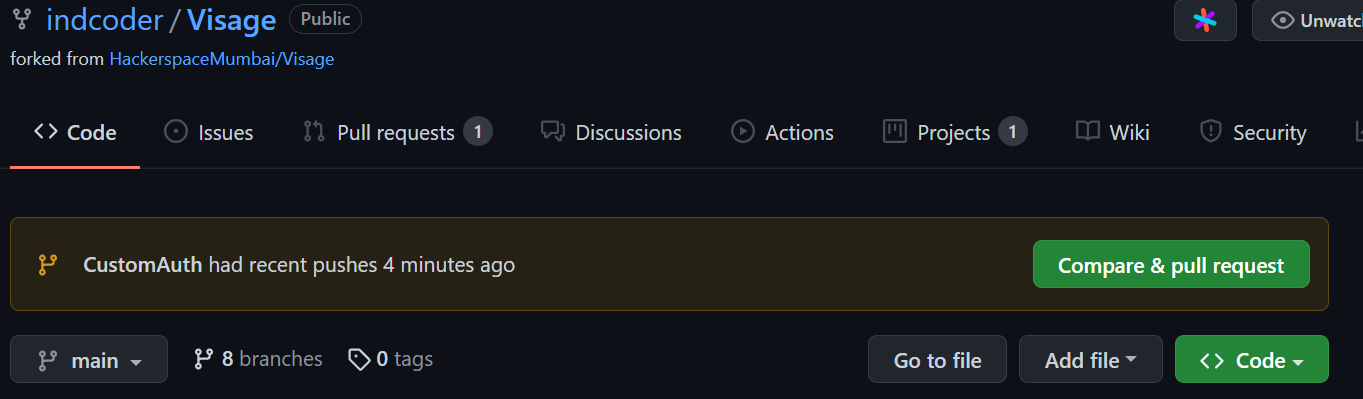 indcoder / Visage Public
Unwatc
forked from HackerspaceMumbai/Visage
Code Issues Pull requests 1 Discussions Actions Projects 1 Wiki Security
CustomAuth had recent pushes 4 minutes ago
Compare & pull request
main 8 branches 0 tags Go to file Add file Code